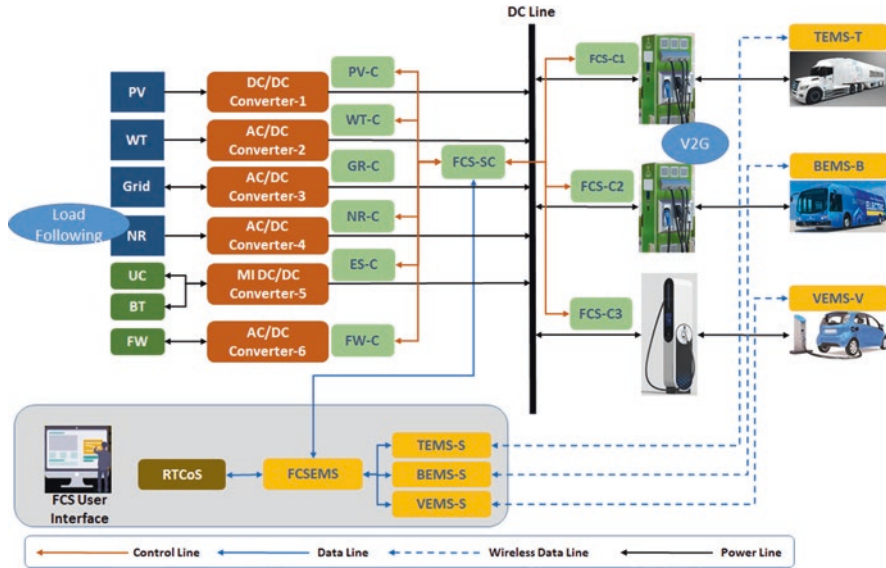 DC Line
TEMS-T
FCS-C1
PV-C
PV
DC/DC
Converter-1
WT-C
WT
AC/DC
Converter-2
V2G
FCS-SC
BEMS-B
GR-C
Grid
AC/DC
Converter-3
FCS-C2
Load
Following
NR-C
NR
AC/DC
Converter-4
ES-C
UC
BT
MI DC/DC
Converter-5
VEMS-V
FCS-C3
FW
AC/DC
Converter-6
FW-C
TEMS-S
RTCoS
FCSEMS
BEMS-S
VEMS-S
FCS User
Interface
Control Line
Data Line
Wireless Data Line
Power Line